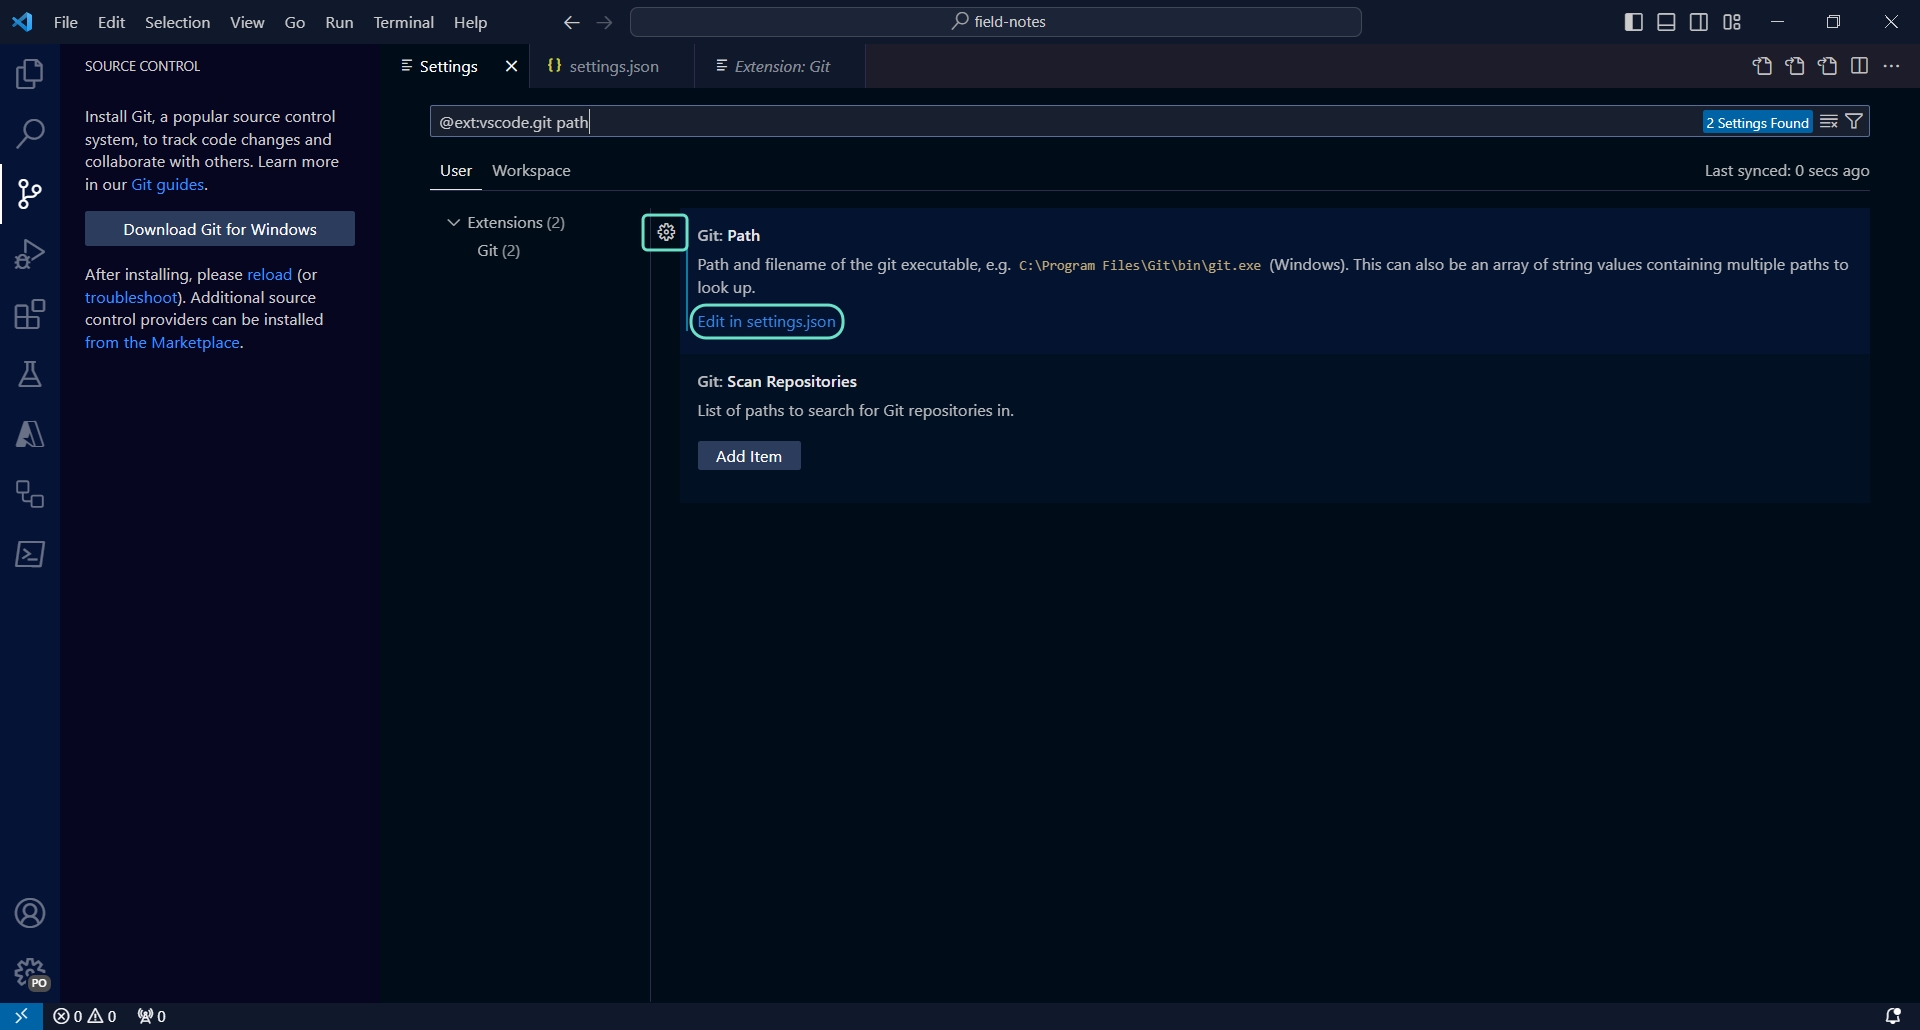 File Edit Selection View Go Run Terminal Help
field-notes
SOURCE CONTROL
Install Git, a popular source control
system, to track code changes and
collaborate with others. Learn more
in our Git guides.
Download Git for Windows
After installing, please reload (or
troubleshoot). Additional source
control providers can be installed
from the Marketplace.
Settings
settings.json
Extension: Git
@ext:vscode.git path
2 Settings Found
User Workspace
Last synced: 0 secs ago
Extensions (2)
Git (2)
Git: Path
Path and filename of the git executable, e.g. C:\Program Files\Git\bin\git.exe (Windows). This can also be an array of string values containing multiple paths to
look up.
Edit in settings.json
Git: Scan Repositories
List of paths to search for Git repositories in.
Add Item
PO
0 0 0